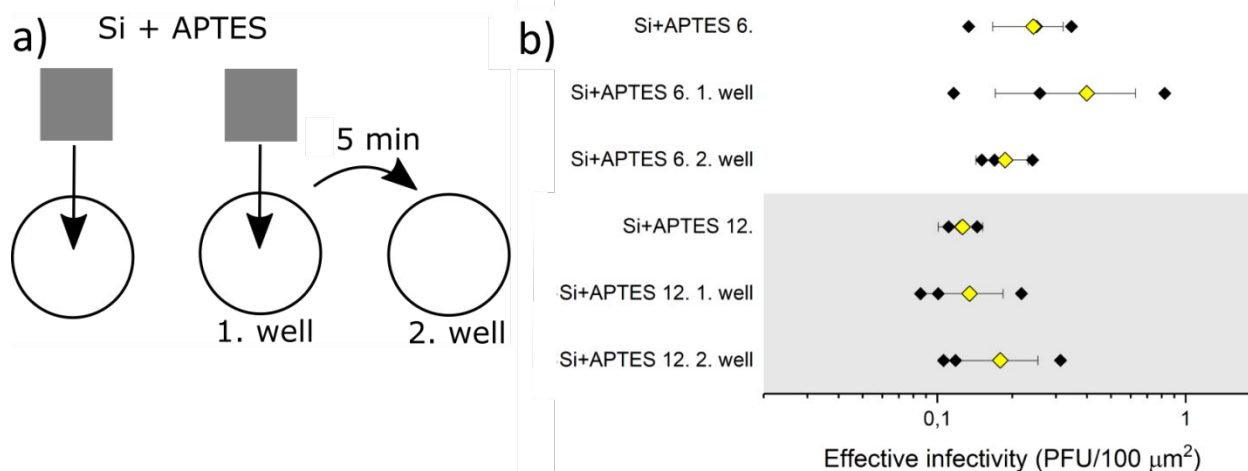 a)
Si + APTES
5 min
1. well
2. well
b)
Si+APTES 6.
Si+APTES 6. 1. well
Si+APTES 6. 2. well
Si+APTES 12.
Si+APTES 12. 1. well
Si+APTES 12. 2. well
0,1
1
Effective infectivity (PFU/100 μm²)